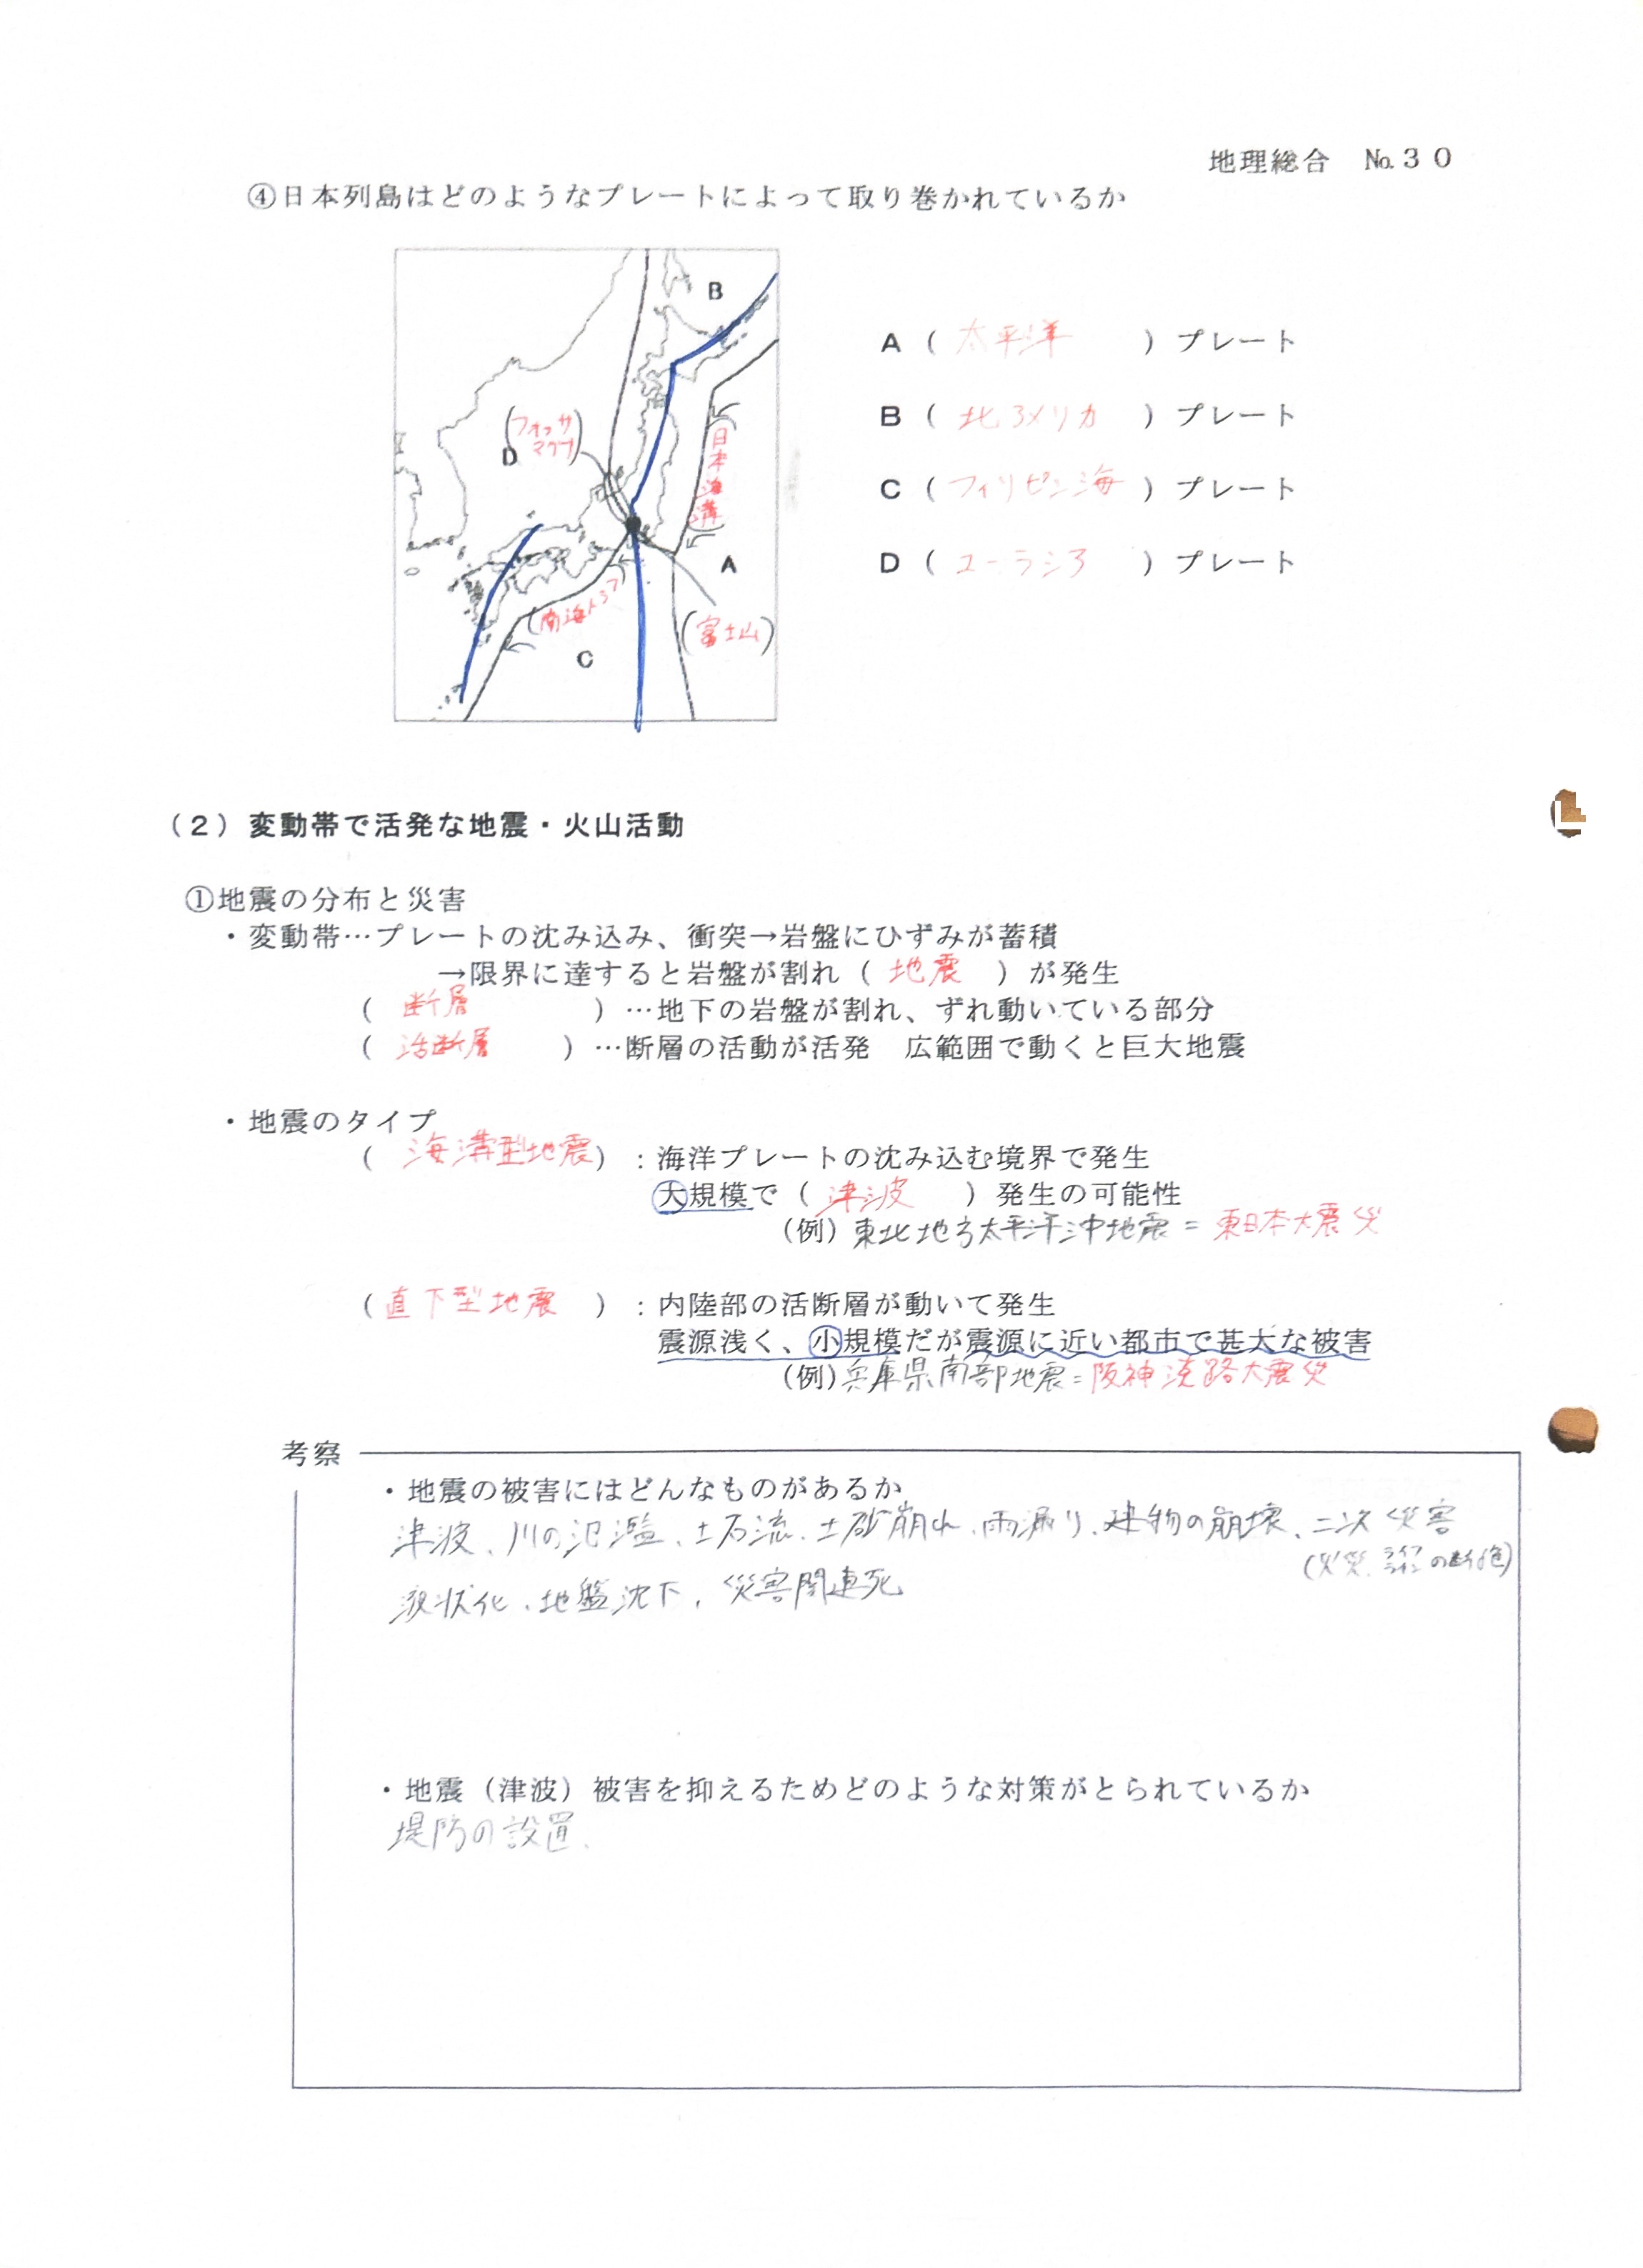 地理総合　№30
④日本列島はどのようなプレートによって取り巻かれているか
B
(フォッサマグナ)
D
日本海溝
A
(南海トラフ)
(富士山)
C
A（ 太平洋 ）プレート
B（ 北アメリカ ）プレート
C（ フィリピン海 ）プレート
D（ ユーラシア ）プレート
（2）変動帯で活発な地震・火山活動
①地震の分布と災害
・変動帯…プレートの沈み込み、衝突→岩盤にひずみが蓄積
→限界に達すると岩盤が割れ（ 地震 ）が発生
（ 断層 ）…地下の岩盤が割れ、ずれ動いている部分
（ 活断層 ）…断層の活動が活発　広範囲で動くと巨大地震
・地震のタイプ
（ 海溝型地震 ）：海洋プレートの沈み込む境界で発生
大規模で（ 津波 ）発生の可能性
(例) 東北地方太平洋沖地震 = 東日本大震災
（ 直下型地震 ）：内陸部の活断層が動いて発生
震源浅く、小規模だが震源に近い都市で甚大な被害
(例) 兵庫県南部地震 = 阪神淡路大震災
考察
・地震の被害にはどんなものがあるか
津波、川の氾濫、土石流、土砂崩れ、雨漏り、建物の崩壊、二次災害
(火災、ライフラインの断絶)
液状化、地盤沈下、災害関連死
・地震（津波）被害を抑えるためどのような対策がとられているか
堤防の設置、